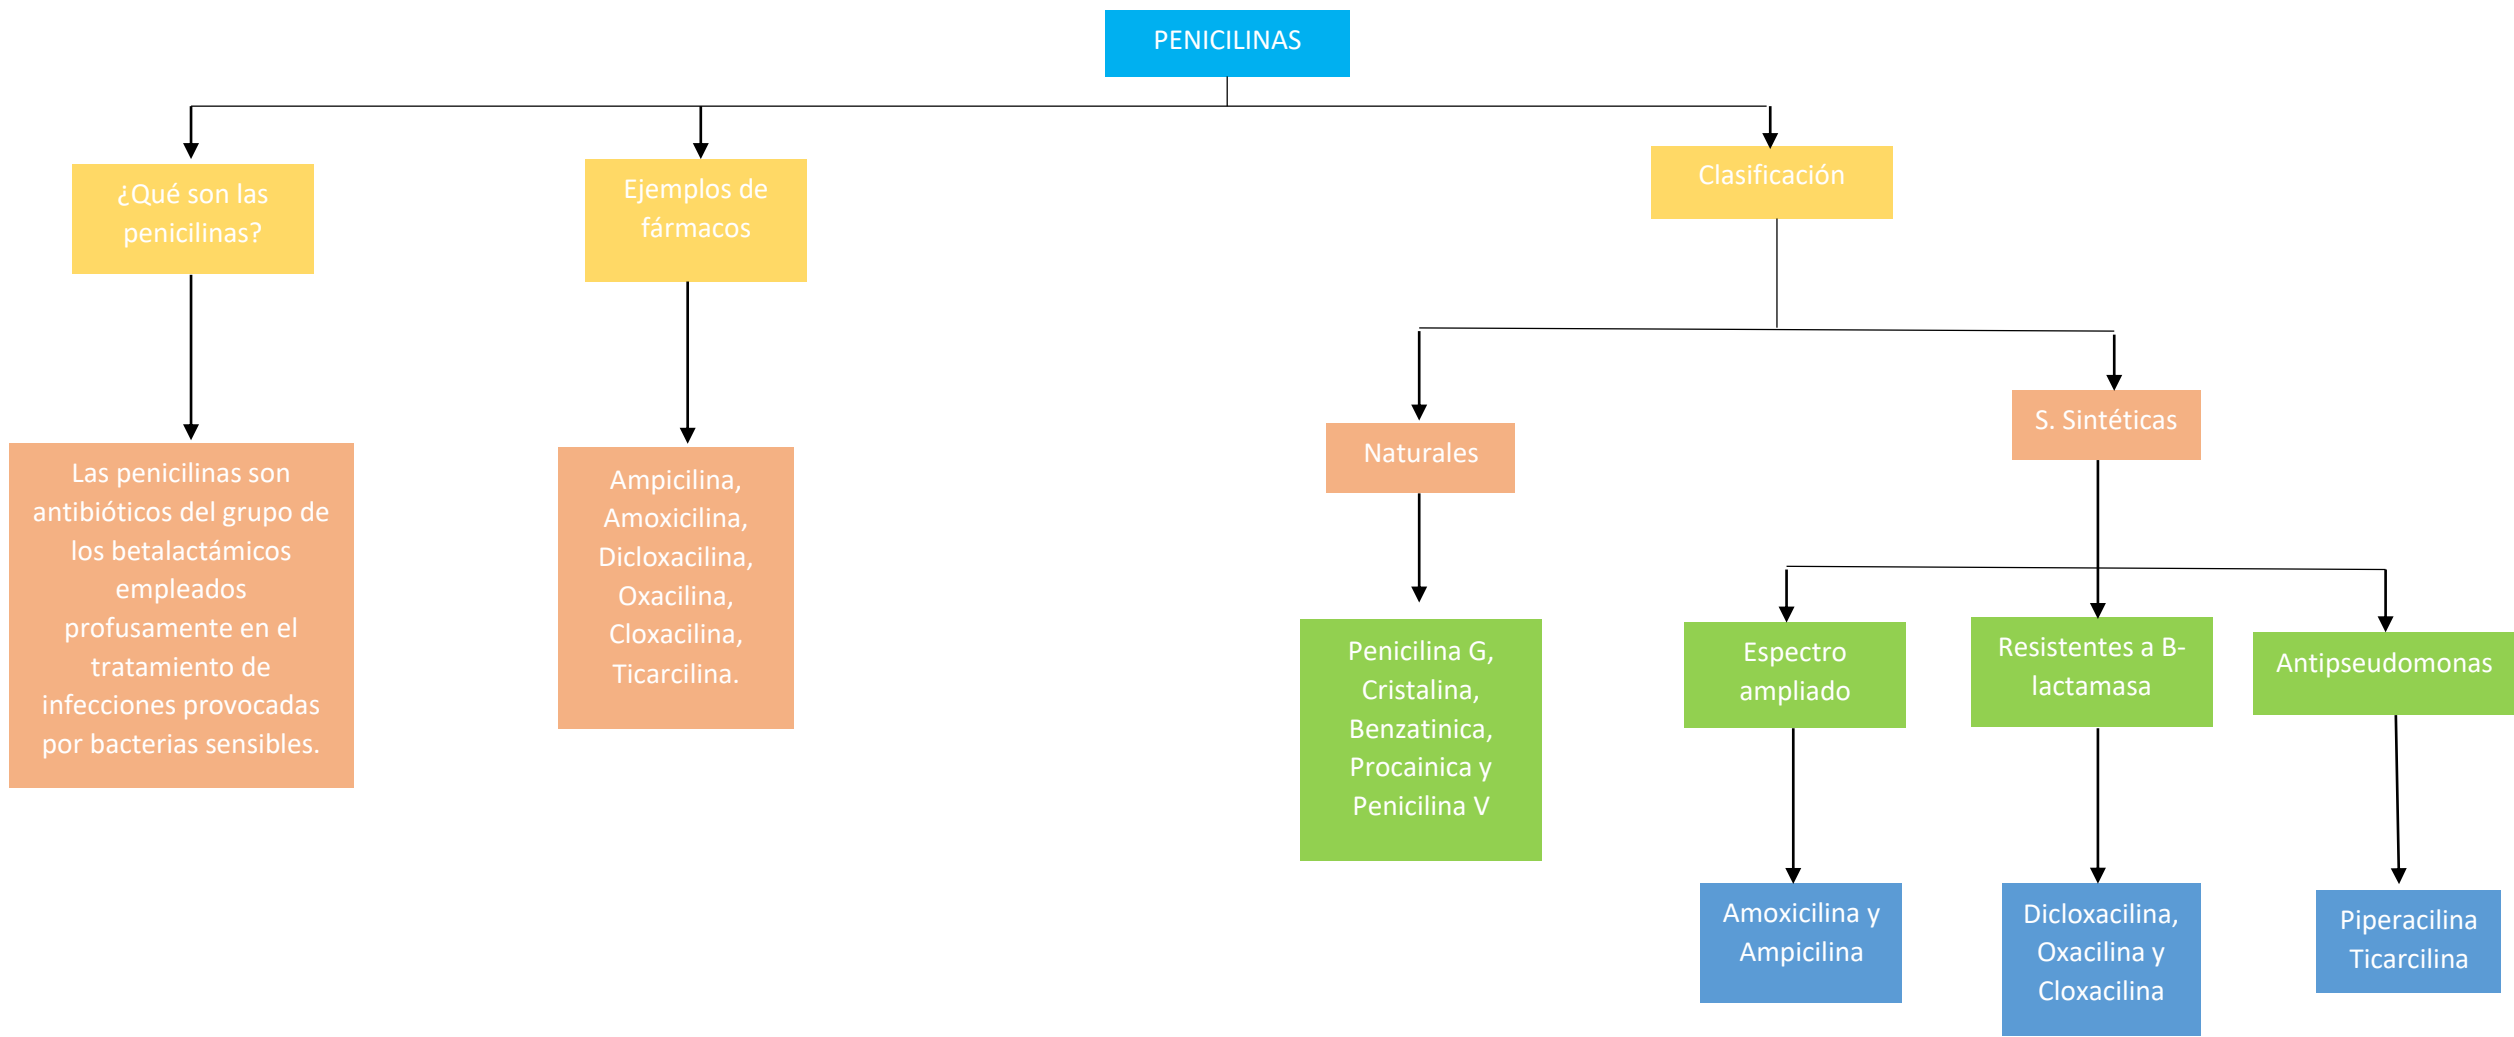 PENICILINAS
¿Qué son las
penicilinas?
Ejemplos de
fármacos
Clasificación
Las penicilinas son
antibióticos del grupo de
los betalactámicos
empleados
profusamente en el
tratamiento de
infecciones provocadas
por bacterias sensibles.
Ampicilina,
Amoxicilina,
Dicloxacilina,
Oxacilina,
Cloxacilina,
Ticarcilina.
Naturales
S. Sintéticas
Penicilina G,
Cristalina,
Benzatinica,
Procainica y
Penicilina V
Espectro
ampliado
Resistentes a B-
lactamasa
Antipseudomonas
Amoxicilina y
Ampicilina
Dicloxacilina,
Oxacilina y
Cloxacilina
Piperacilina
Ticarcilina